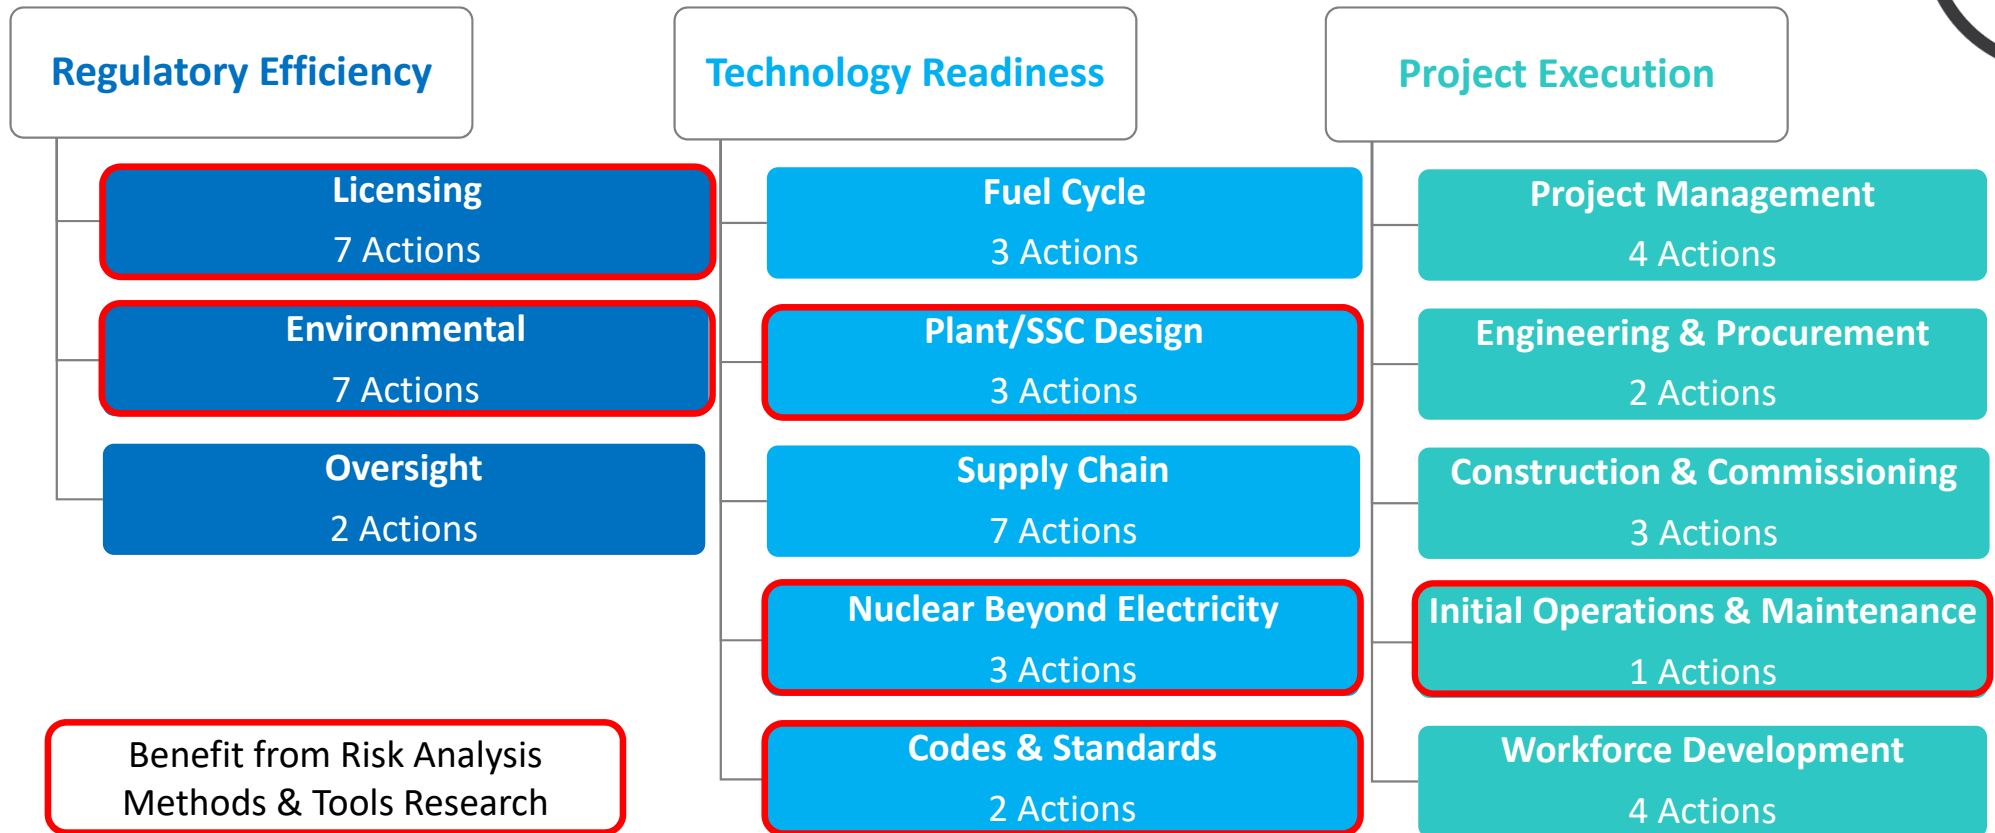 Regulatory Efficiency
Licensing
7 Actions
Environmental
7 Actions
Oversight
2 Actions
Technology Readiness
Fuel Cycle
3 Actions
Plant/SSC Design
3 Actions
Supply Chain
7 Actions
Nuclear Beyond Electricity
3 Actions
Codes & Standards
2 Actions
Project Execution
Project Management
4 Actions
Engineering & Procurement
2 Actions
Construction & Commissioning
3 Actions
Initial Operations & Maintenance
1 Actions
Workforce Development
4 Actions
Benefit from Risk Analysis
Methods & Tools Research